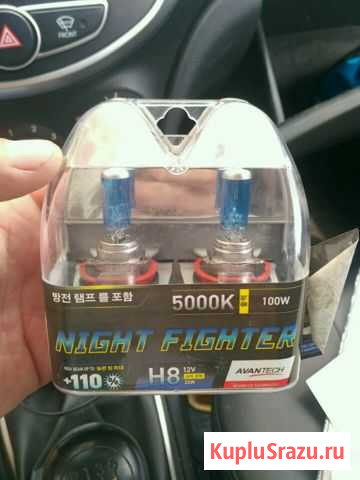 FRONT
방전 램프 를 포함
5000K
100W
NIGHT FIGHTER
+110
H8
12V
AVANTECH
KupluSrazu.ru